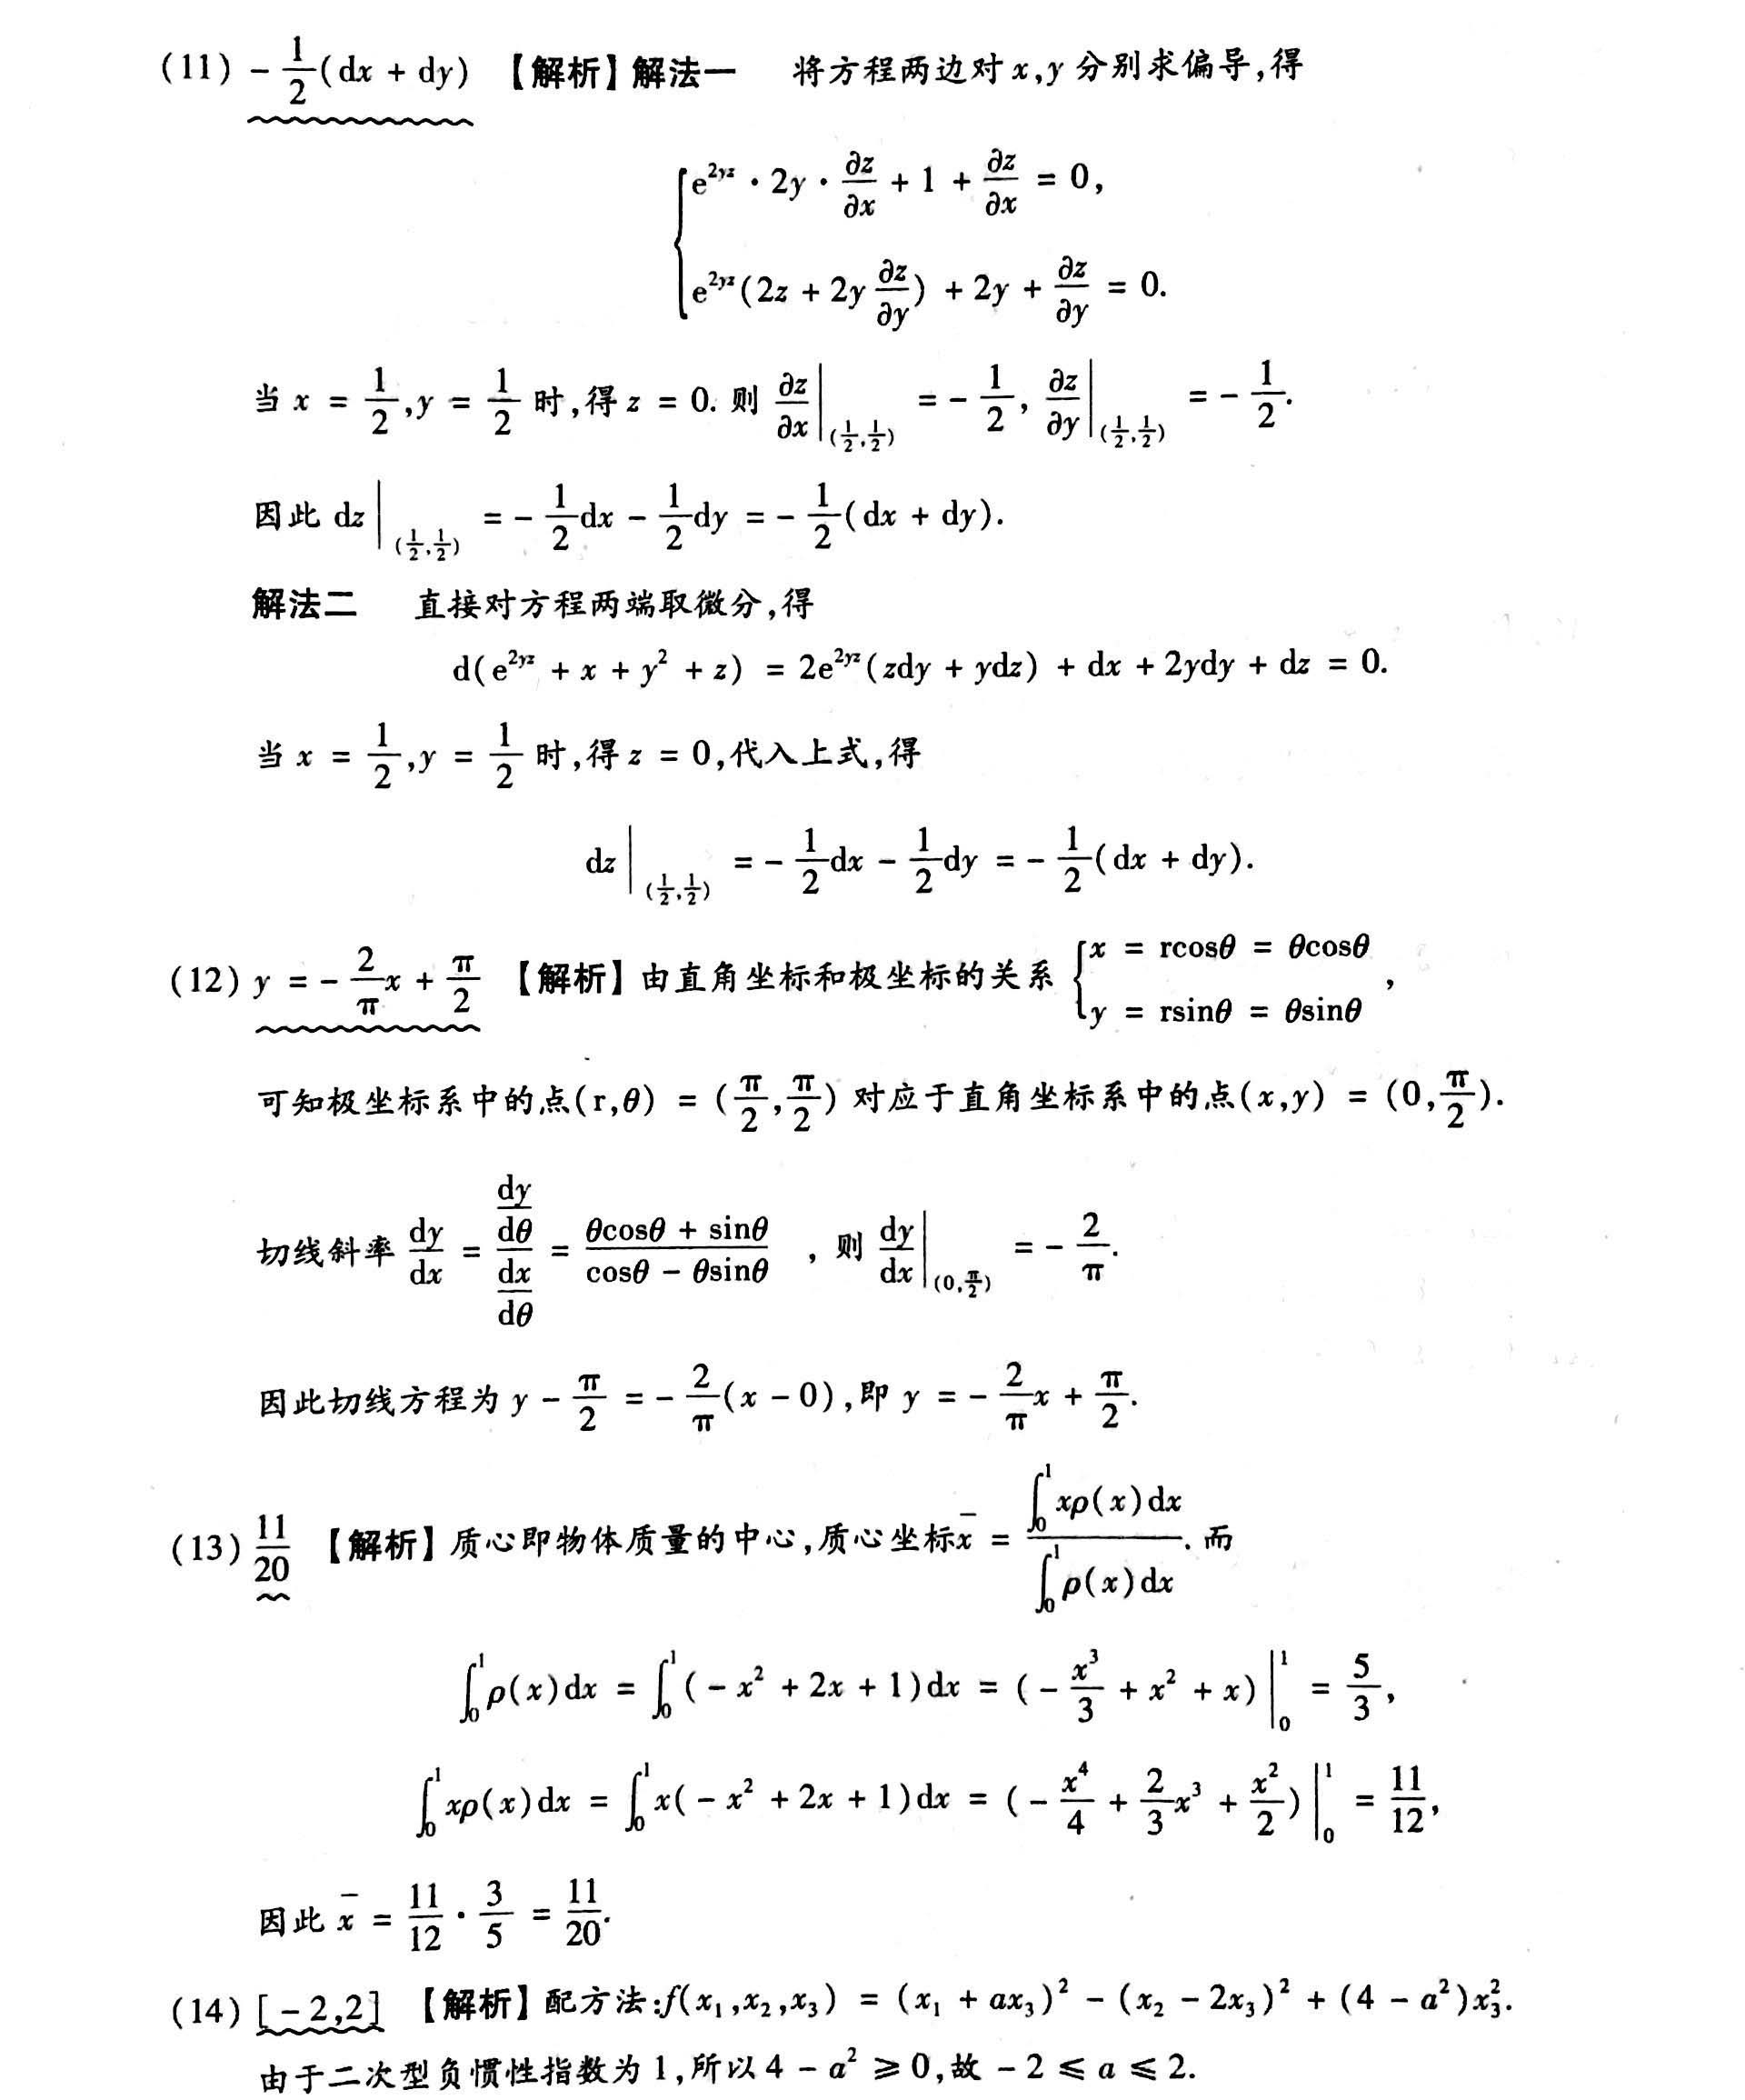 (11) $-\frac{1}{2}(dx + dy)$ 【解析】解法一 将方程两边对x,y分别求偏导,得
$\begin{cases} e^{2yz} \cdot 2y \cdot \frac{\partial z}{\partial x} + 1 + \frac{\partial z}{\partial x} = 0, \\ e^{2yz}(2z + 2y\frac{\partial z}{\partial y}) + 2y + \frac{\partial z}{\partial y} = 0. \end{cases}$
当 $x = \frac{1}{2}, y = \frac{1}{2}$ 时,得 $z = 0$. 则 $\frac{\partial z}{\partial x}\Big|_{(\frac{1}{2},\frac{1}{2})} = -\frac{1}{2}, \frac{\partial z}{\partial y}\Big|_{(\frac{1}{2},\frac{1}{2})} = -\frac{1}{2}.$
因此 $dz\Big|_{(\frac{1}{2},\frac{1}{2})} = -\frac{1}{2}dx - \frac{1}{2}dy = -\frac{1}{2}(dx + dy).$
解法二 直接对方程两端取微分,得
$d(e^{2yz} + x + y^2 + z) = 2e^{2yz}(zdy + ydz) + dx + 2ydy + dz = 0.$
当 $x = \frac{1}{2}, y = \frac{1}{2}$ 时,得 $z = 0$,代入上式,得
$dz\Big|_{(\frac{1}{2},\frac{1}{2})} = -\frac{1}{2}dx - \frac{1}{2}dy = -\frac{1}{2}(dx + dy).$
(12) $y = -\frac{2}{\pi}x + \frac{\pi}{2}$ 【解析】由直角坐标和极坐标的关系 $\begin{cases} x = r\cos\theta = \theta\cos\theta \\ y = r\sin\theta = \theta\sin\theta \end{cases}$,
可知极坐标系中的点 $(r,\theta) = (\frac{\pi}{2},\frac{\pi}{2})$ 对应于直角坐标系中的点 $(x,y) = (0,\frac{\pi}{2}).$
切线斜率 $\frac{dy}{dx} = \frac{\frac{dy}{d\theta}}{\frac{dx}{d\theta}} = \frac{\theta\cos\theta + \sin\theta}{\cos\theta - \theta\sin\theta}$ ,则 $\frac{dy}{dx}\Big|_{(0,\frac{\pi}{2})} = -\frac{2}{\pi}.$
因此切线方程为 $y - \frac{\pi}{2} = -\frac{2}{\pi}(x - 0)$,即 $y = -\frac{2}{\pi}x + \frac{\pi}{2}.$
(13) $\frac{11}{20}$ 【解析】质心即物体质量的中心,质心坐标 $\bar{x} = \frac{\int_0^1 x\rho(x)dx}{\int_0^1 \rho(x)dx}$. 而
$\int_0^1 \rho(x)dx = \int_0^1 (-x^2 + 2x + 1)dx = (-\frac{x^3}{3} + x^2 + x)\Big|_0^1 = \frac{5}{3},$
$\int_0^1 x\rho(x)dx = \int_0^1 x(-x^2 + 2x + 1)dx = (-\frac{x^4}{4} + \frac{2}{3}x^3 + \frac{x^2}{2})\Big|_0^1 = \frac{11}{12},$
因此 $\bar{x} = \frac{11}{12} \cdot \frac{3}{5} = \frac{11}{20}.$
(14) $[-2,2]$ 【解析】配方法:$f(x_1,x_2,x_3) = (x_1 + ax_3)^2 - (x_2 - 2x_3)^2 + (4 - a^2)x_3^2.$
由于二次型负惯性指数为1,所以 $4 - a^2 \geqslant 0$,故 $-2 \leqslant a \leqslant 2.$